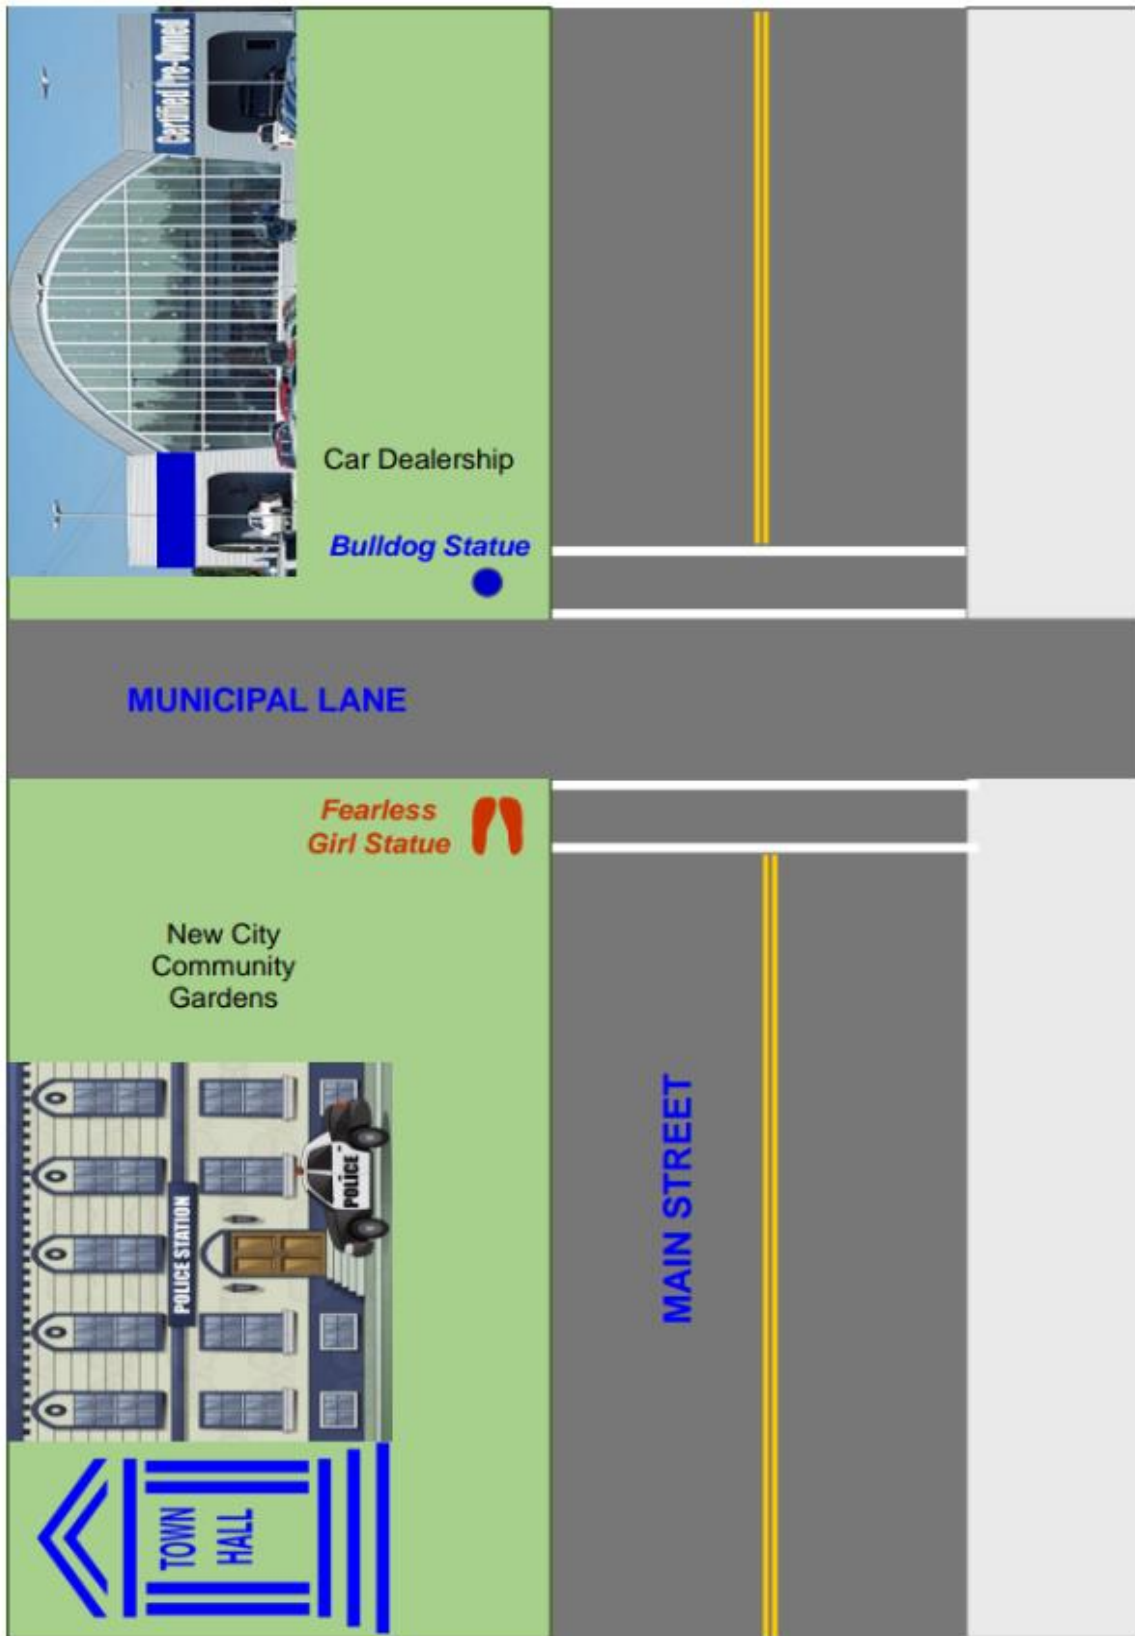 Certified Pre-Owned
Car Dealership
Bulldog Statue
MUNICIPAL LANE
Fearless
Girl Statue
New City
Community
Gardens
MAIN STREET
POLICE
POLICE STATION
TOWN
HALL